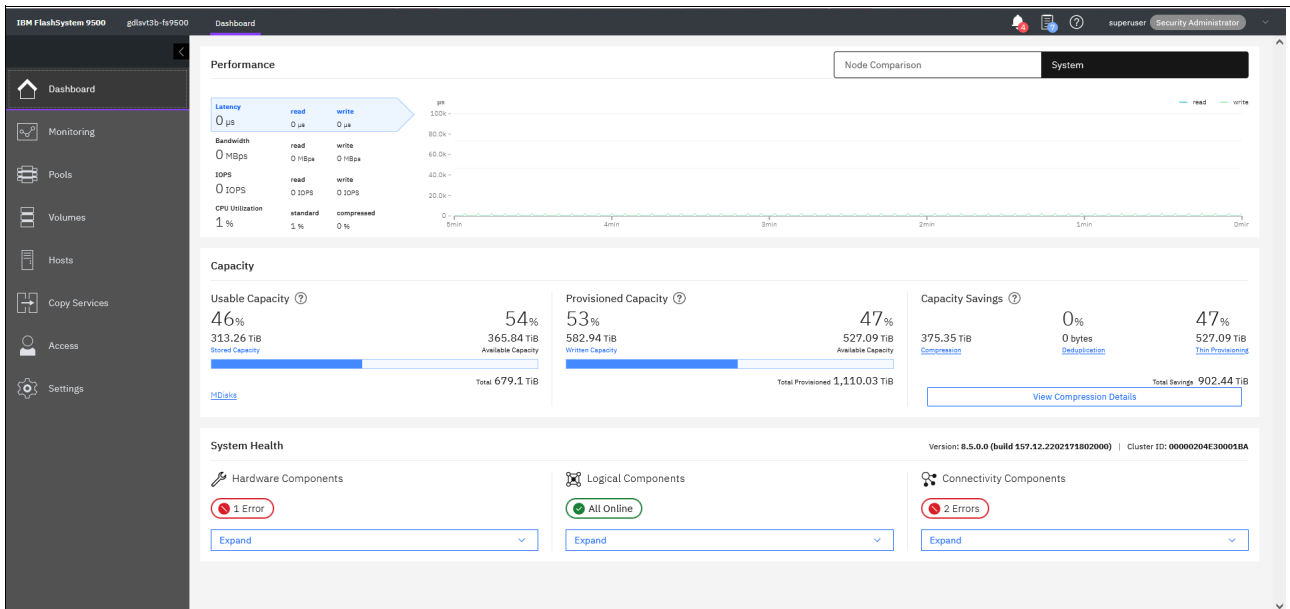 IBM FlashSystem 9500 gdlsvt3b-fs9500 Dashboard 4 ? superuser Security Administrator
Dashboard
Monitoring
Pools
Volumes
Hosts
Copy Services
Access
Settings
Performance Node Comparison System
Latency read write
0 µs 0 µs 0 µs
Bandwidth read write
0 MBps 0 MBps 0 MBps
IOPS read write
0 IOPS 0 IOPS 0 IOPS
CPU Utilization standard compressed
1 % 1 % 0 %
µs read write
100k
80.0k
60.0k
40.0k
20.0k
0
5min 4min 3min 2min 1min 0min
Capacity
Usable Capacity ?
46% 54%
313.26 TiB 365.84 TiB
Stored Capacity Available Capacity
Total 679.1 TiB
MDisks
Provisioned Capacity ?
53% 47%
582.94 TiB 527.09 TiB
Written Capacity Available Capacity
Total Provisioned 1,110.03 TiB
Capacity Savings ?
0% 47%
375.35 TiB 0 bytes 527.09 TiB
Compression Deduplication Thin Provisioning
Total Savings 902.44 TiB
View Compression Details
System Health Version: 8.5.0.0 (build 157.12.2202171802000) | Cluster ID: 00000204E30001BA
Hardware Components
1 Error
Expand
Logical Components
All Online
Expand
Connectivity Components
2 Errors
Expand